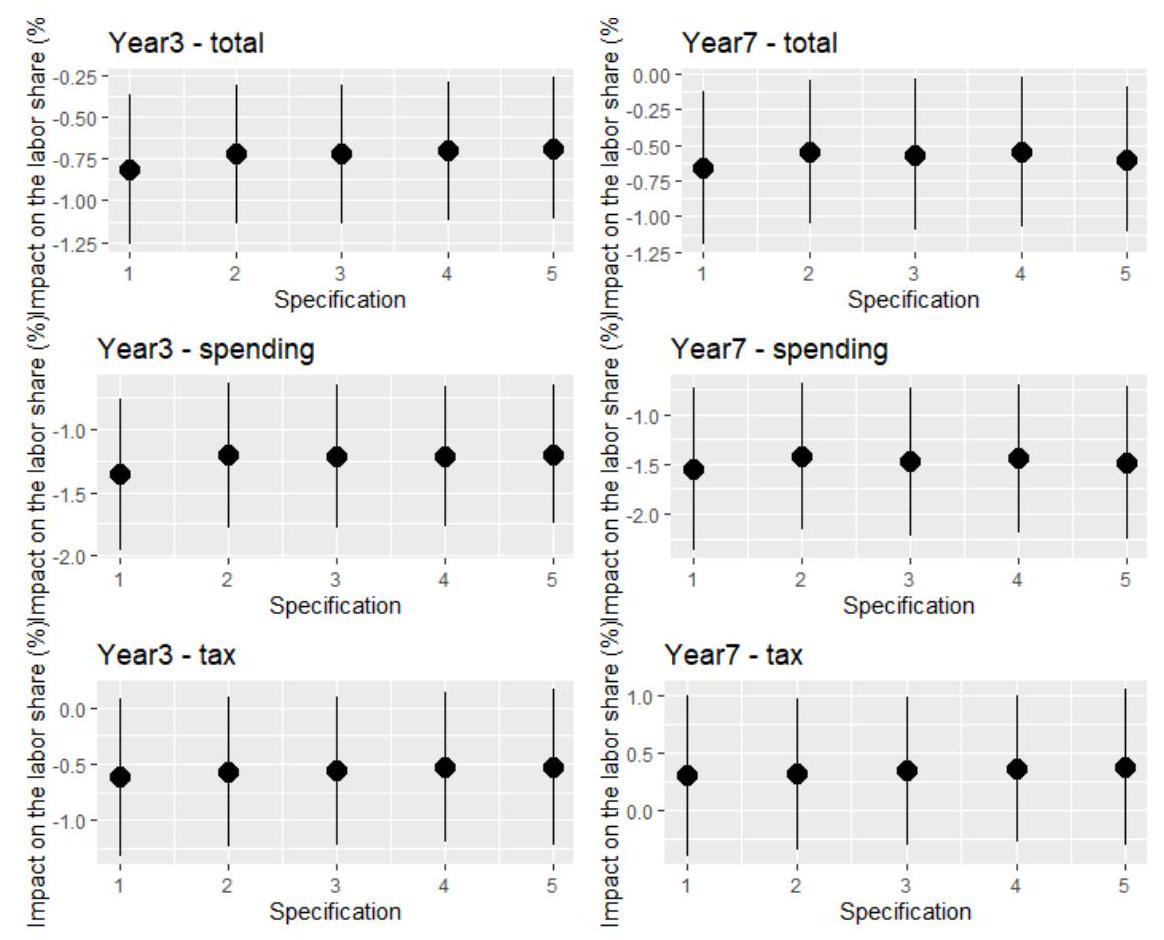 Year3 - total
Impact on the labor share (%
-0.25
-0.50
-0.75
-1.00
-1.25
1 2 3 4 5
Specification
Year7 - total
Impact on the labor share (%
0.00
-0.25
-0.50
-0.75
-1.00
-1.25
1 2 3 4 5
Specification
Year3 - spending
Impact on the labor share (%)
-1.0
-1.5
-2.0
1 2 3 4 5
Specification
Year7 - spending
Impact on the labor share (%)
-1.0
-1.5
-2.0
1 2 3 4 5
Specification
Year3 - tax
Impact on the labor share (%)
0.0
-0.5
-1.0
1 2 3 4 5
Specification
Year7 - tax
Impact on the labor share (%)
1.0
0.5
0.0
1 2 3 4 5
Specification